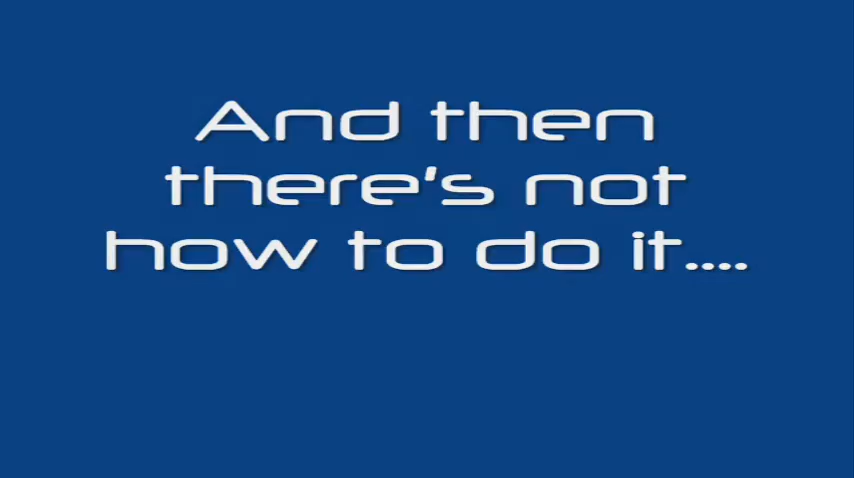 And then
there's not
how to do it....